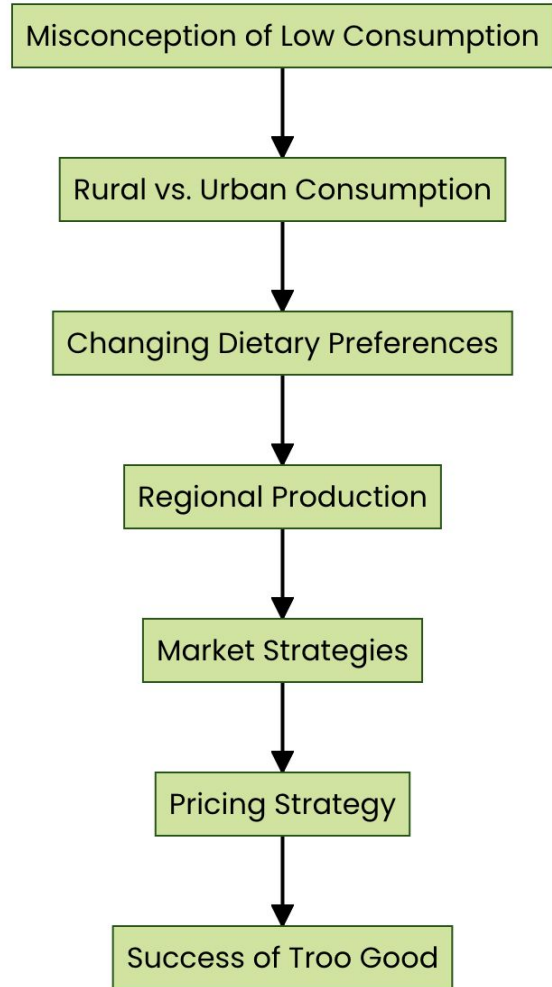 Misconception of Low Consumption
Rural vs. Urban Consumption
Changing Dietary Preferences
Regional Production
Market Strategies
Pricing Strategy
Success of Troo Good